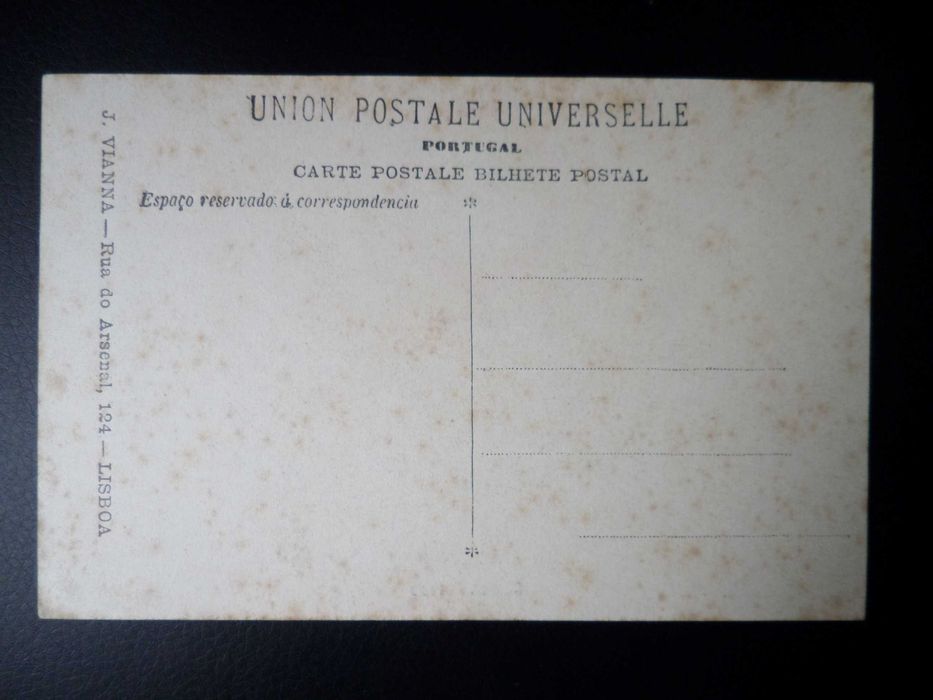 UNION POSTALE UNIVERSELLE
PORTUGAL
CARTE POSTALE BILHETE POSTAL
Espaço reservado á correspondencia
J. VIANNA — Rua do Arsenal, 124 — LISBOA